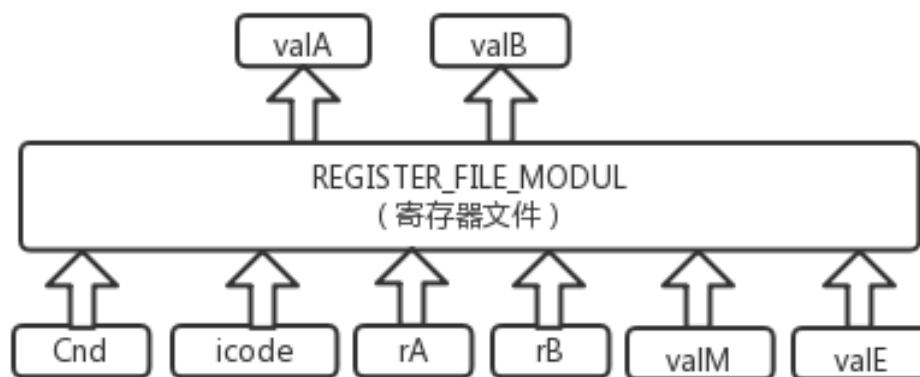 valA
valB
REGISTER_FILE_MODUL
（寄存器文件）
Cnd
icode
rA
rB
valM
valE